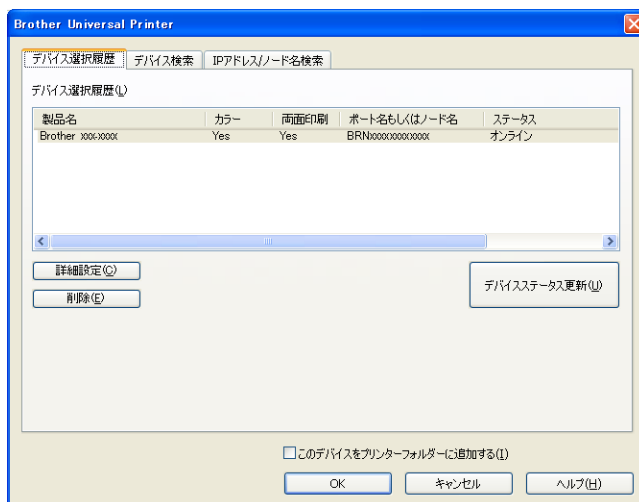 Brother Universal Printer
デバイス選択履歴 デバイス検索 IPアドレス/ノード名検索
デバイス選択履歴(L)
製品名 カラー 両面印刷 ポート名もしくはノード名 ステータス
Brother xxx-xxxx Yes Yes BRNxxxxxxxxxxxx オンライン
詳細設定(C)
デバイスステータス更新(U)
削除(E)
このデバイスをプリンターフォルダーに追加する(I)
OK キャンセル ヘルプ(H)